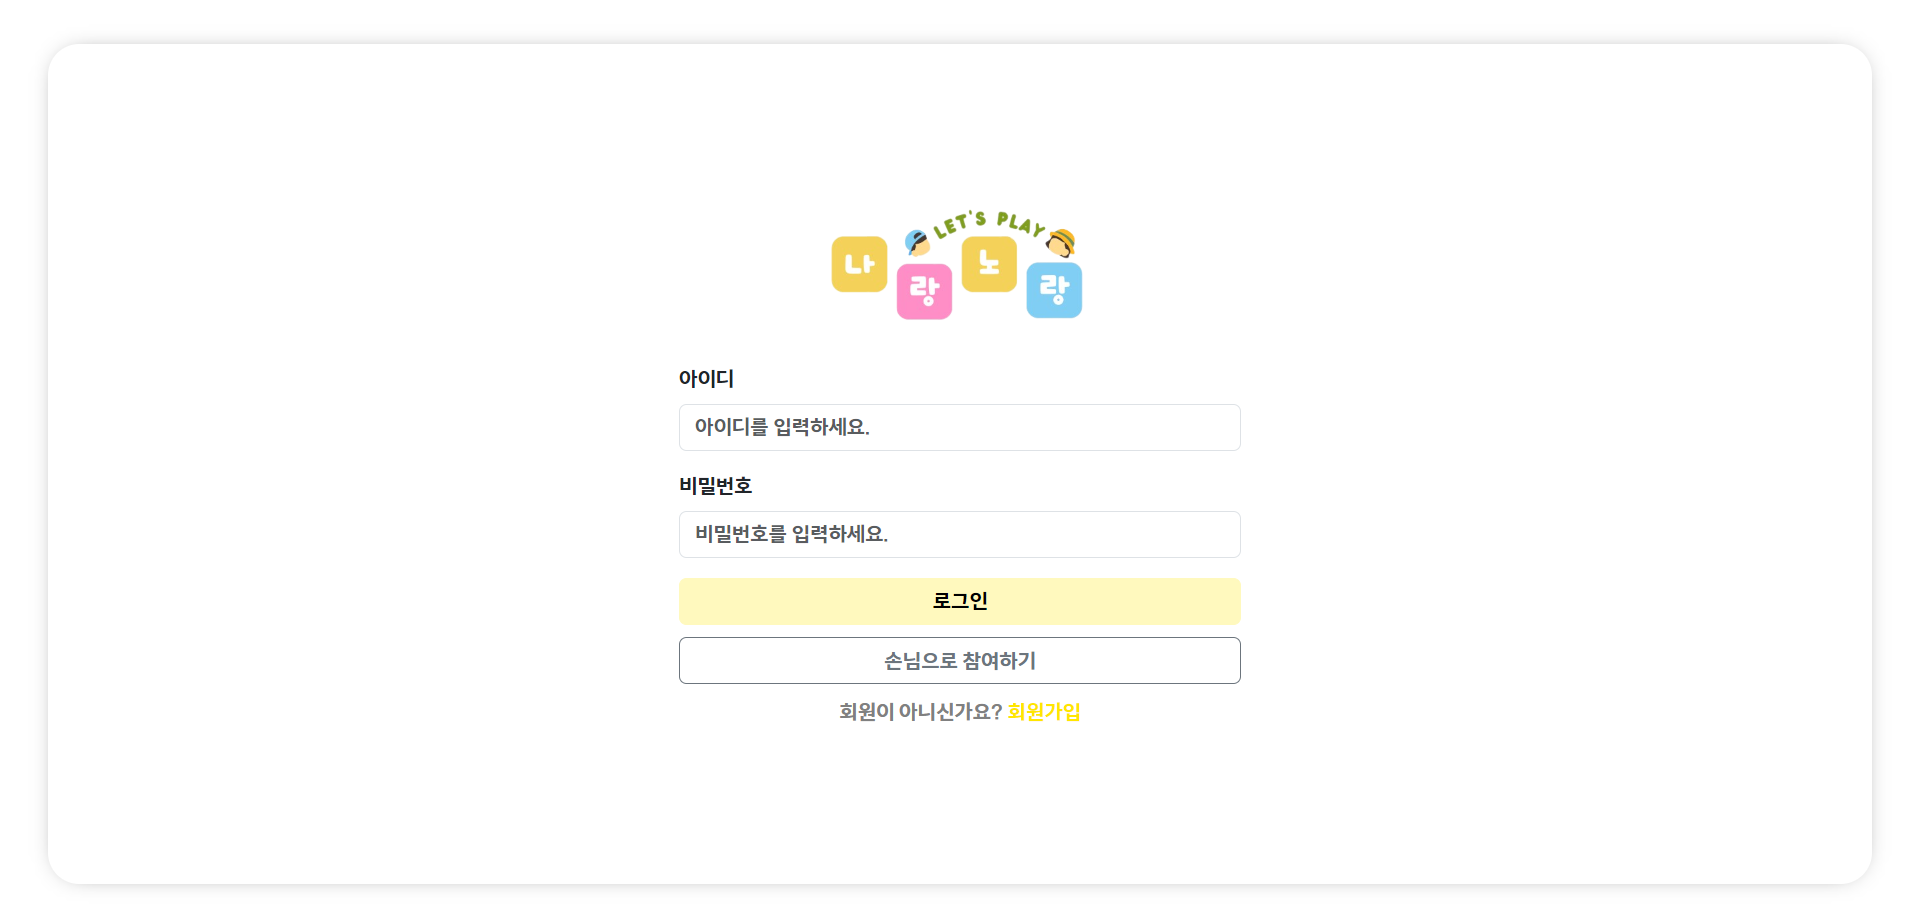 LET'S PLAY
나랑노랑
아이디
아이디를 입력하세요.
비밀번호
비밀번호를 입력하세요.
로그인
손님으로 참여하기
회원이 아니신가요? 회원가입